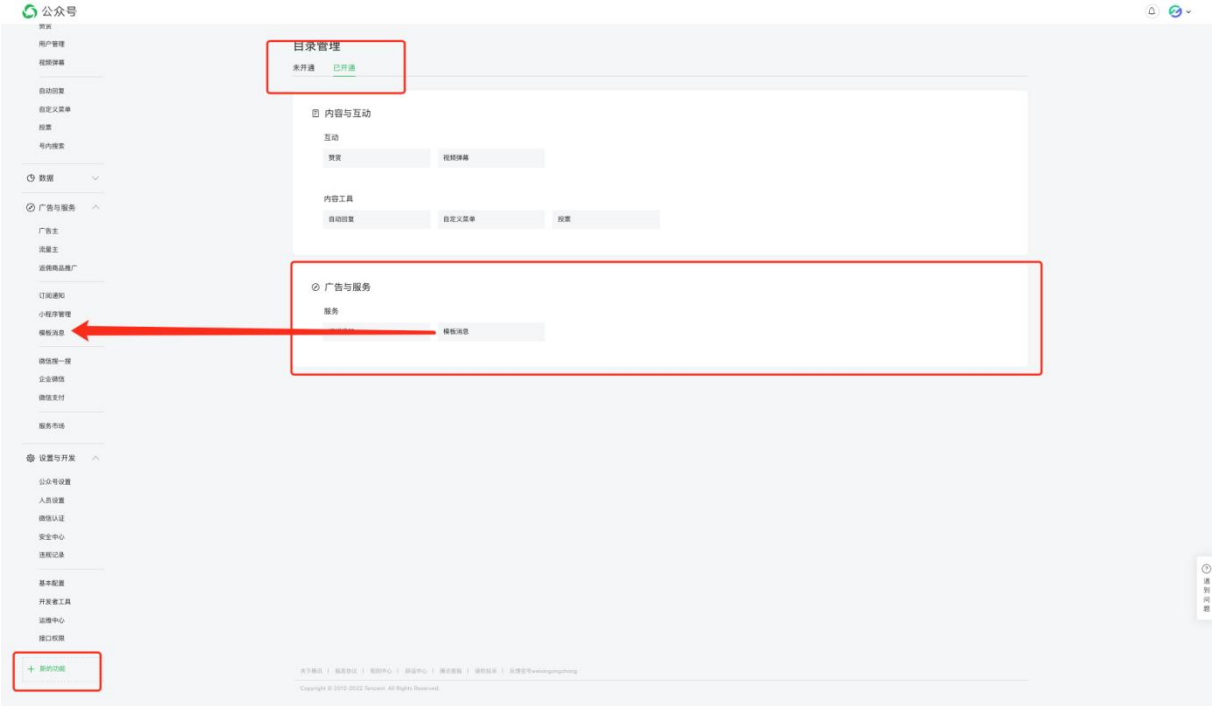 公众号
赞赏
用户管理
视频弹幕
自动回复
自定义菜单
投票
号内搜索
数据
广告与服务
广告主
流量主
返佣商品推广
订阅通知
小程序管理
模板消息
微信搜一搜
企业微信
微信支付
服务市场
设置与开发
公众号设置
人员设置
微信认证
安全中心
违规记录
基本配置
开发者工具
运维中心
接口权限
新的功能
目录管理
未开通 已开通
内容与互动
互动
赞赏 视频弹幕
内容工具
自动回复 自定义菜单 投票
广告与服务
服务
模板消息
遇到问题
Copyright © 2012-2022 Tencent. All Rights Reserved.